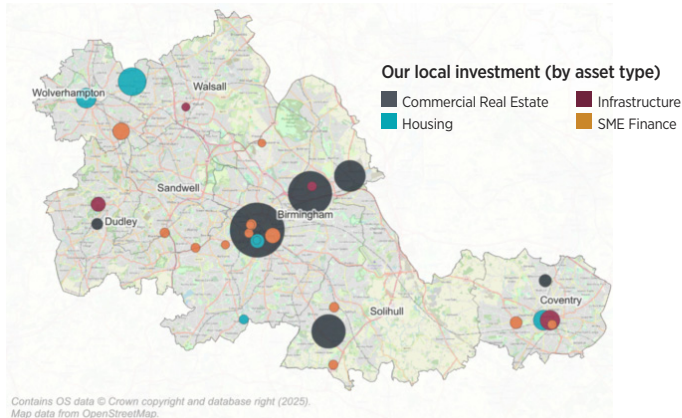 Our local investment (by asset type)
Commercial Real Estate
Infrastructure
Housing
SME Finance
Wolverhampton
Walsall
Sandwell
Dudley
Birmingham
Solihull
Coventry
Contains OS data © Crown copyright and database right (2025).
Map data from OpenStreetMap.